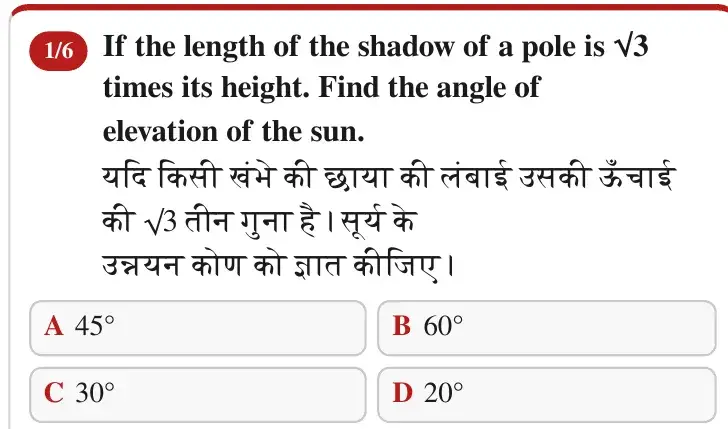 1/6 If the length of the shadow of a pole is √3
times its height. Find the angle of
elevation of the sun.
यदि किसी खंभे की छाया की लंबाई उसकी ऊँचाई
की √3 तीन गुना है। सूर्य के
उन्नयन कोण को ज्ञात कीजिए।
A 45° B 60°
C 30° D 20°